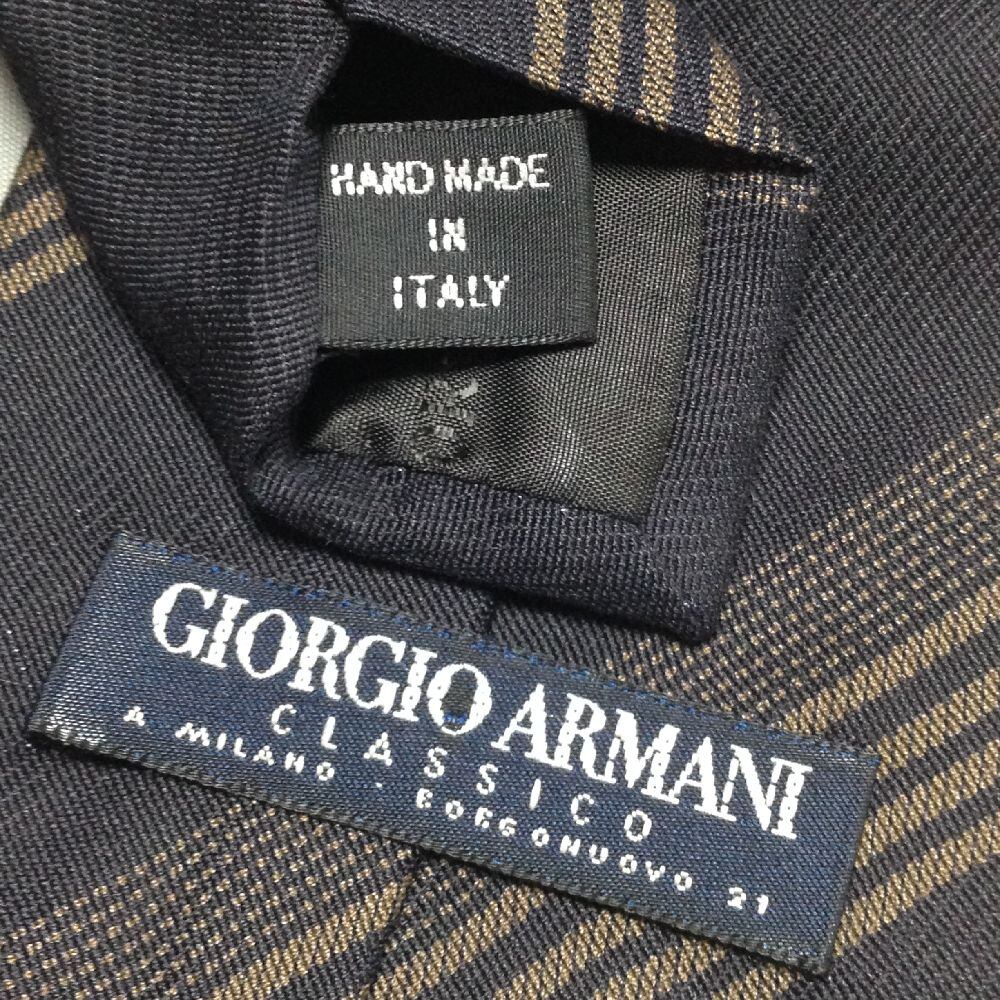 HAND MADE
IN
ITALY
GIORGIO ARMANI
CLASSICO
A MILANO · BORGONUOVO 21